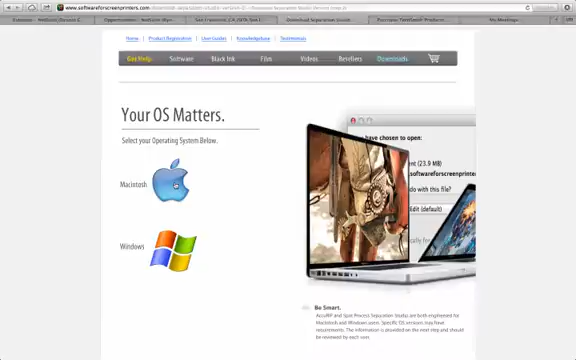 www.softwareforscreenprinters.com
Home | Product Registration | User Guides | Knowledgebase | Testimonials
Get Help Software Black Ink Film Videos Resellers Downloads
Your OS Matters.
Select your Operating System Below.
have chosen to open:
(23.9 MB)
Macintosh
do with this file?
Edit (default)
Windows
Be Smart.
AccuRIP and Spot Process Separation Studio are both engineered for
Macintosh and Windows users. Specific OS versions may have
requirements. The information is provided on the next step and should
be reviewed by each user.